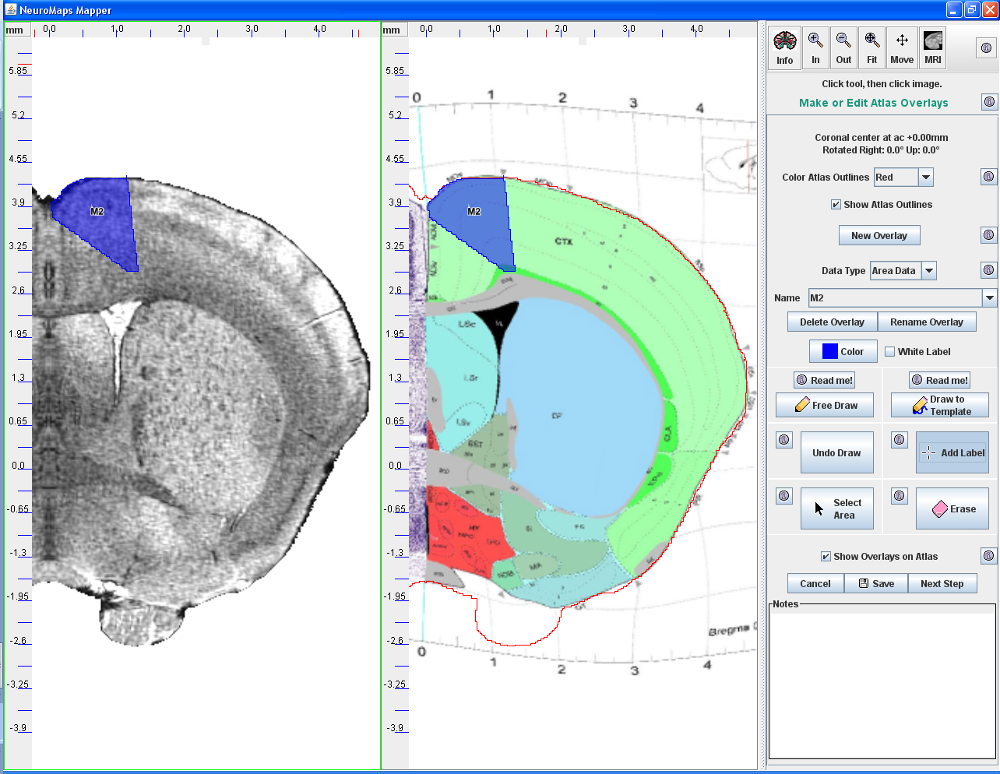 NeuroMaps Mapper
mm 0,0 1,0 2,0 3,0 4,0
mm 0,0 1,0 2,0 3,0 4,0
5.85
5.2
4.55
3.9
3.25
2.6
1.95
1.3
0.65
0.0
-0.65
-1.3
-1.95
-2.6
-3.25
-3.9
M2
5.85
5.2
4.55
3.9
3.25
2.6
1.95
1.3
0.65
0.0
-0.65
-1.3
-1.95
-2.6
-3.25
-3.9
0 1 2 3 4
M2
CTX
LSc
VL
LSr
CP
LSv
BST
CLA
SI
MA
Bregma
0 1 2 3 4
Info In Out Fit Move MRI
Click tool, then click image.
Make or Edit Atlas Overlays
Coronal center at ac +0.00mm
Rotated Right: 0.0° Up: 0.0°
Color Atlas Outlines Red
Show Atlas Outlines
New Overlay
Data Type Area Data
Name M2
Delete Overlay Rename Overlay
Color White Label
Read me! Read me!
Free Draw Draw to
Template
Undo Draw Add Label
Select
Area Erase
Show Overlays on Atlas
Cancel Save Next Step
Notes